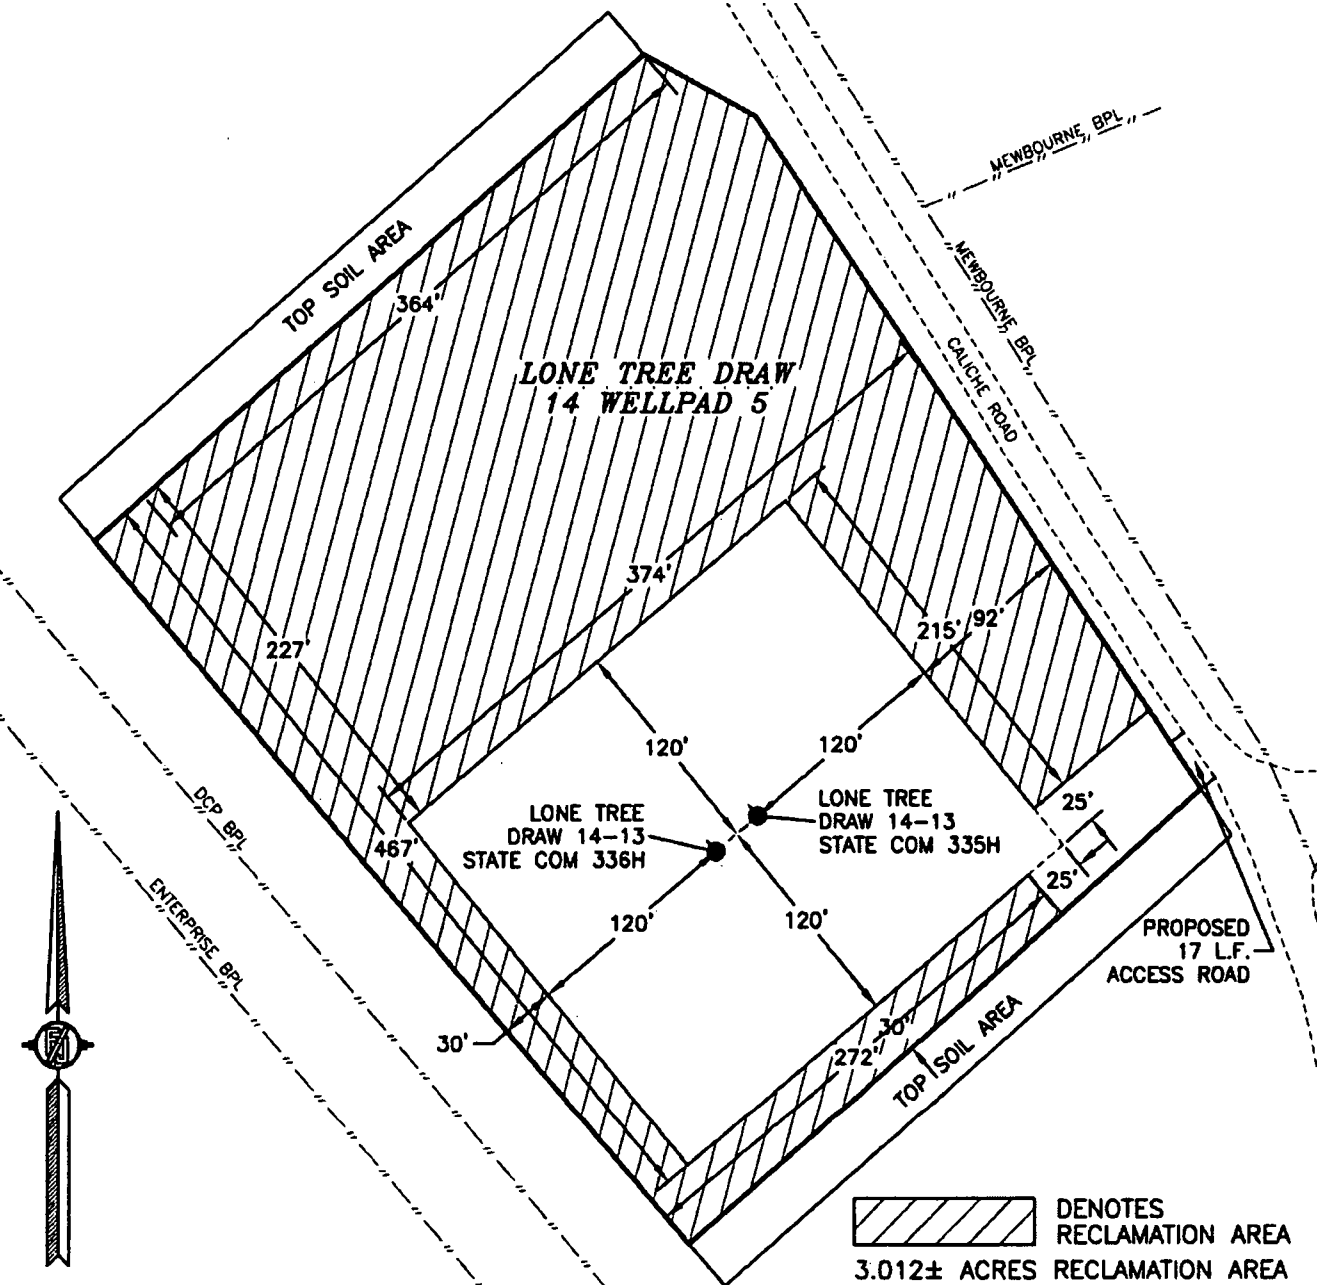 MEWBOURNE BPL
TOP SOIL AREA
364'
MEWBOURNE BPL
CALICHE ROAD
LONE TREE DRAW
14 WELLPAD 5
374'
227'
215'
92'
120'
120'
DCP BPL
467'
LONE TREE
DRAW 14-13
STATE COM 336H
LONE TREE
DRAW 14-13
STATE COM 335H
25'
25'
ENTERPRISE BPL
120'
120'
PROPOSED
17 L.F.
ACCESS ROAD
30'
30'
272'
TOP SOIL AREA
DENOTES
RECLAMATION AREA
3.012± ACRES RECLAMATION AREA